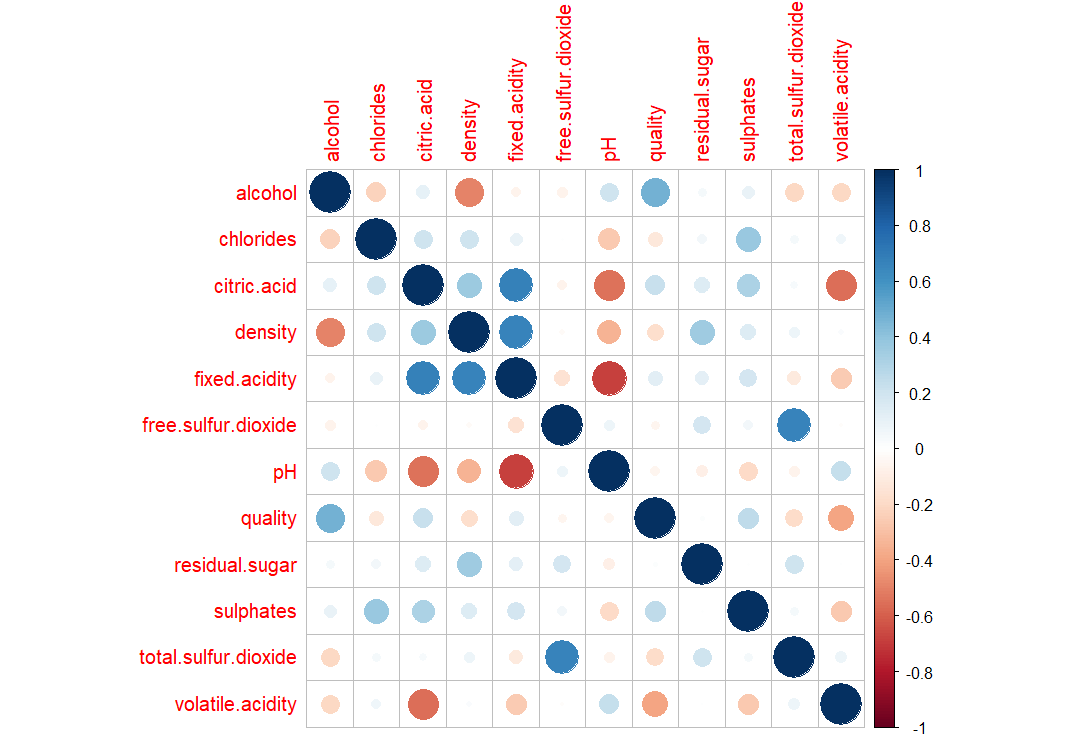 alcohol
chlorides
citric.acid
density
fixed.acidity
free.sulfur.dioxide
pH
quality
residual.sugar
sulphates
total.sulfur.dioxide
volatile.acidity
alcohol
chlorides
citric.acid
density
fixed.acidity
free.sulfur.dioxide
pH
quality
residual.sugar
sulphates
total.sulfur.dioxide
volatile.acidity
1
0.8
0.6
0.4
0.2
0
-0.2
-0.4
-0.6
-0.8
-1